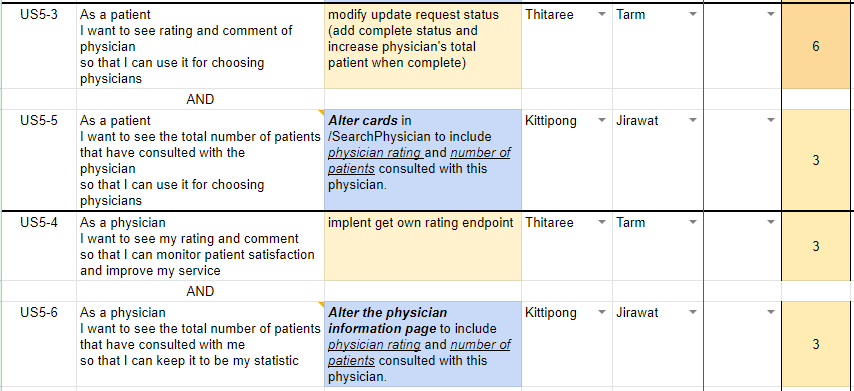 US5-3
As a patient
I want to see rating and comment of
physician
so that I can use it for choosing
physicians
modify update request status
(add complete status and
increase physician's total
patient when complete)
Thitaree
Tarm
6
AND
US5-5
As a patient
I want to see the total number of patients
that have consulted with the
physician
so that I can use it for choosing
physicians
Alter cards in
/SearchPhysician to include
physician rating and number of
patients consulted with this
physician.
Kittipong
Jirawat
3
US5-4
As a physician
I want to see my rating and comment
so that I can monitor patient satisfaction
and improve my service
implent get own rating endpoint
Thitaree
Tarm
3
AND
US5-6
As a physician
I want to see the total number of patients
that have consulted with me
so that I can keep it to be my statistic
Alter the physician
information page to include
physician rating and number of
patients consulted with this
physician.
Kittipong
Jirawat
3